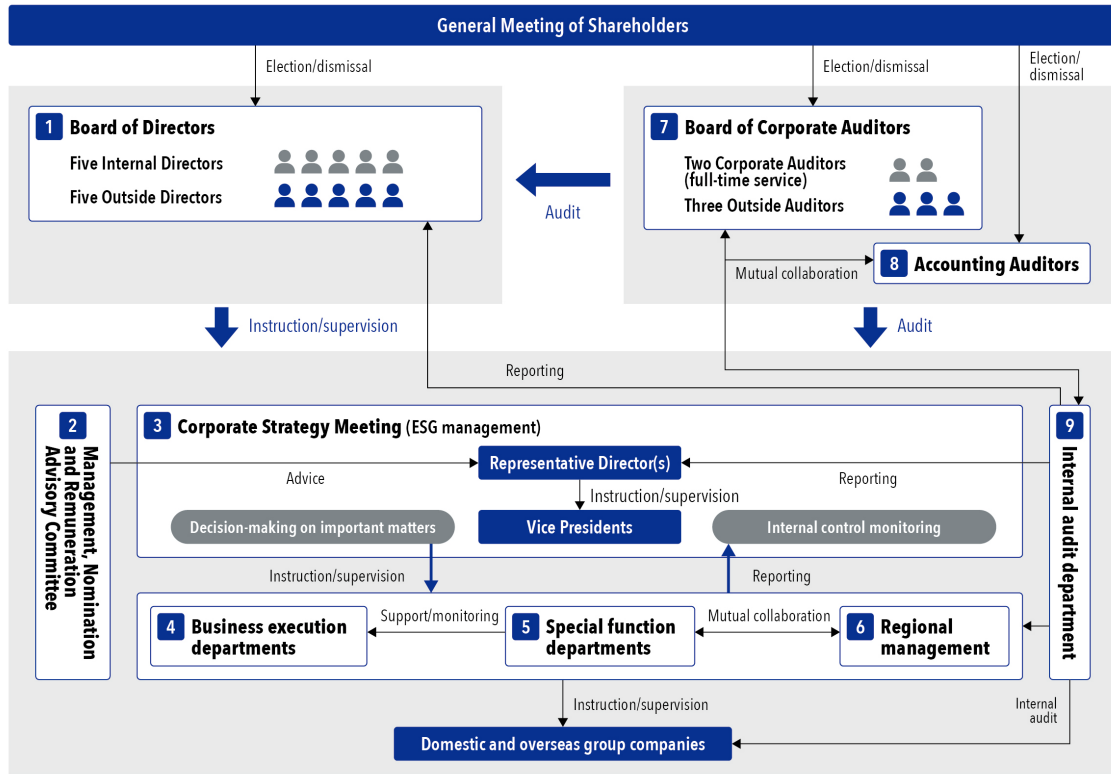 General Meeting of Shareholders
Election/dismissal
Election/dismissal
Election/
dismissal
1 Board of Directors
Five Internal Directors
Five Outside Directors
Audit
7 Board of Corporate Auditors
Two Corporate Auditors
(full-time service)
Three Outside Auditors
Mutual collaboration
8 Accounting Auditors
Instruction/supervision
Audit
Reporting
2
Management, Nomination
and Remuneration
Advisory Committee
3 Corporate Strategy Meeting (ESG management)
Representative Director(s)
Advice
Reporting
Instruction/supervision
Decision-making on important matters
Vice Presidents
Internal control monitoring
9
Internal audit department
Instruction/supervision
Reporting
4 Business execution
departments
Support/monitoring
5 Special function
departments
Mutual collaboration
6 Regional
management
Instruction/supervision
Internal
audit
Domestic and overseas group companies